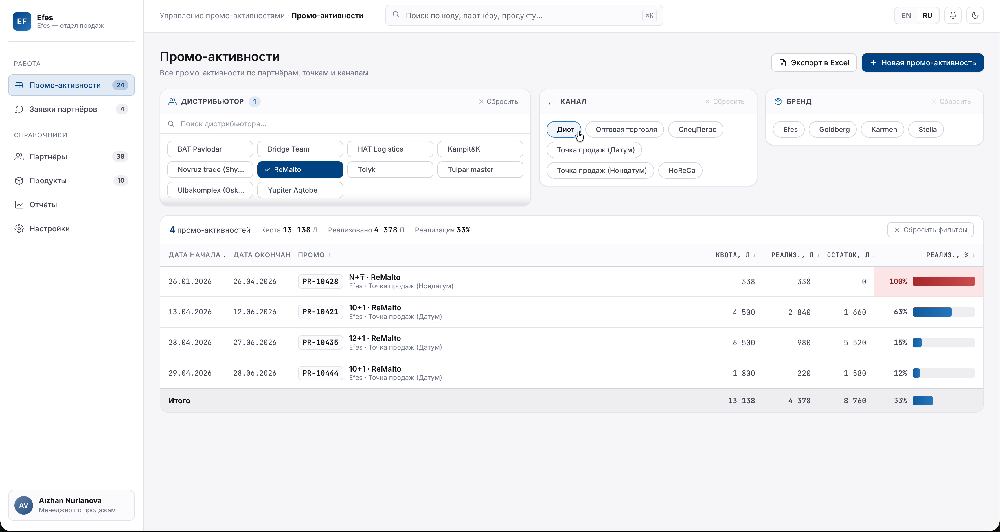 EF
Efes
Efes — отдел продаж
РАБОТА
Промо-активности 24
Заявки партнёров 4
СПРАВОЧНИКИ
Партнёры 38
Продукты 10
Отчёты
Настройки
AV
Aizhan Nurlanova
Менеджер по продажам
Управление промо-активностями · Промо-активности
Поиск по коду, партнёру, продукту... ⌘K
EN RU
Промо-активности
Все промо-активности по партнёрам, точкам и каналам.
Экспорт в Excel
+ Новая промо-активность
ДИСТРИБЬЮТОР 1 × Сбросить
Поиск дистрибьютора...
BAT Pavlodar Bridge Team HAT Logistics Kampit&K
Novruz trade (Shy... ✓ ReMalto Tolyk Tulpar master
Ulbakomplex (Osk... Yupiter Aqtobe
КАНАЛ × Сбросить
Диот Оптовая торговля СпецПегас
Точка продаж (Датум)
Точка продаж (Нондатум) HoReCa
БРЕНД × Сбросить
Efes Goldberg Karmen Stella
4 промо-активностей Квота 13 138 Л Реализовано 4 378 Л Реализация 33% × Сбросить фильтры
ДАТА НАЧАЛА ДАТА ОКОНЧАН ПРОМО КВОТА, Л РЕАЛИЗ., Л ОСТАТОК, Л РЕАЛИЗ., %
26.01.2026 26.04.2026 PR-10428 N+₸ · ReMalto 338 338 0 100%
Efes · Точка продаж (Нондатум)
13.04.2026 12.06.2026 PR-10421 10+1 · ReMalto 4 500 2 840 1 660 63%
Efes · Точка продаж (Датум)
28.04.2026 27.06.2026 PR-10435 12+1 · ReMalto 6 500 980 5 520 15%
Efes · Точка продаж (Датум)
29.04.2026 28.06.2026 PR-10444 10+1 · ReMalto 1 800 220 1 580 12%
Efes · Точка продаж (Датум)
Итого 13 138 4 378 8 760 33%